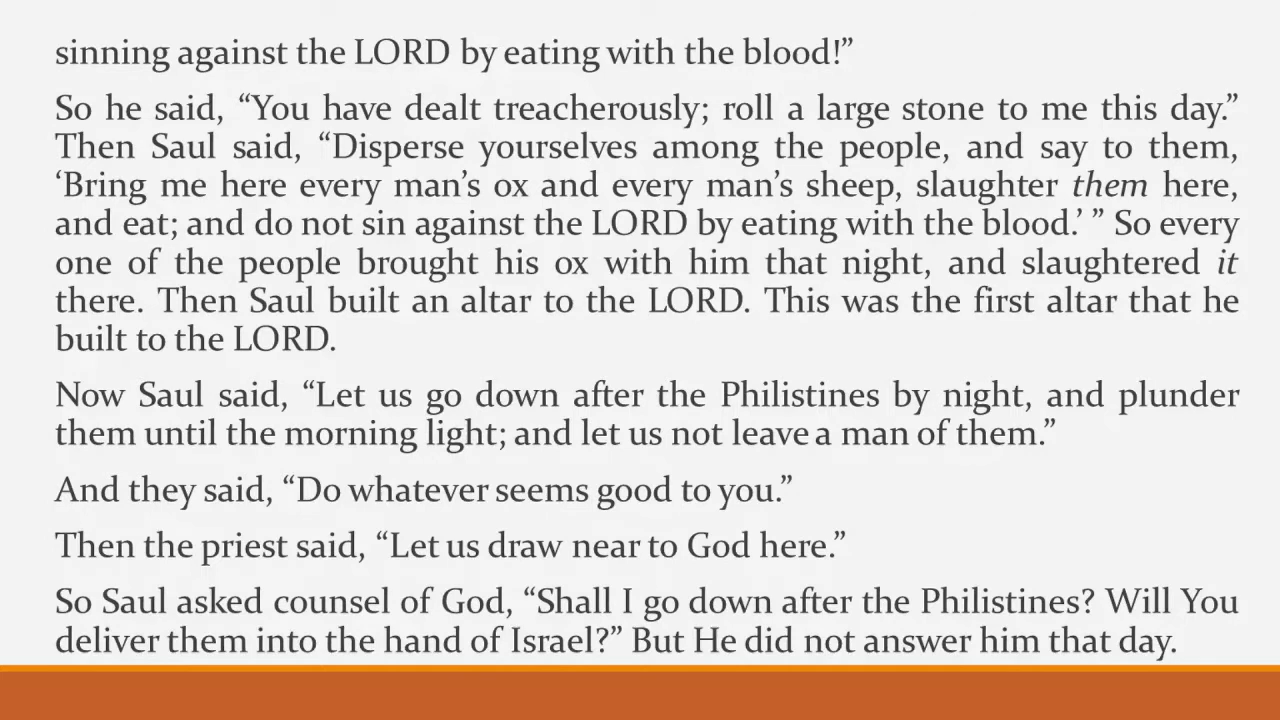 sinning against the LORD by eating with the blood!”
So he said, “You have dealt treacherously; roll a large stone to me this day.”
Then Saul said, “Disperse yourselves among the people, and say to them,
‘Bring me here every man’s ox and every man’s sheep, slaughter them here,
and eat; and do not sin against the LORD by eating with the blood.’ ” So every
one of the people brought his ox with him that night, and slaughtered it
there. Then Saul built an altar to the LORD. This was the first altar that he
built to the LORD.
Now Saul said, “Let us go down after the Philistines by night, and plunder
them until the morning light; and let us not leave a man of them.”
And they said, “Do whatever seems good to you.”
Then the priest said, “Let us draw near to God here.”
So Saul asked counsel of God, “Shall I go down after the Philistines? Will You
deliver them into the hand of Israel?” But He did not answer him that day.